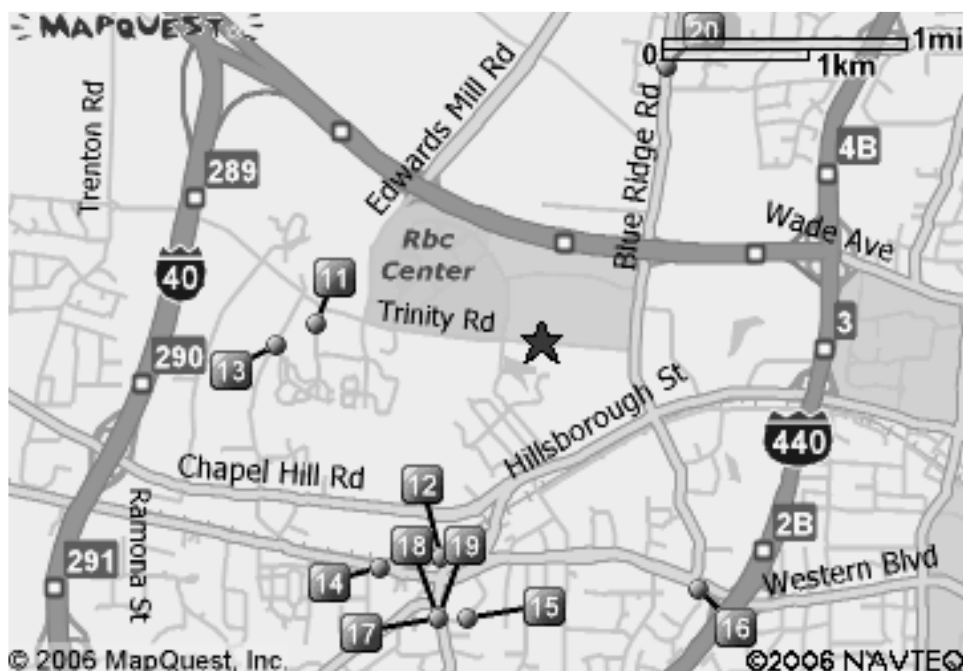 MAPQUEST
20
0
1mi
1km
Trenton Rd
Edwards Mill Rd
Blue Ridge Rd
4B
289
Wade Ave
Rbc
Center
40
11
Trinity Rd
3
290
13
Hillsborough St
440
Chapel Hill Rd
12
Ramona St
18
19
2B
291
14
Western Blvd
17
15
16
© 2006 MapQuest, Inc.
©2006 NAVTEQ